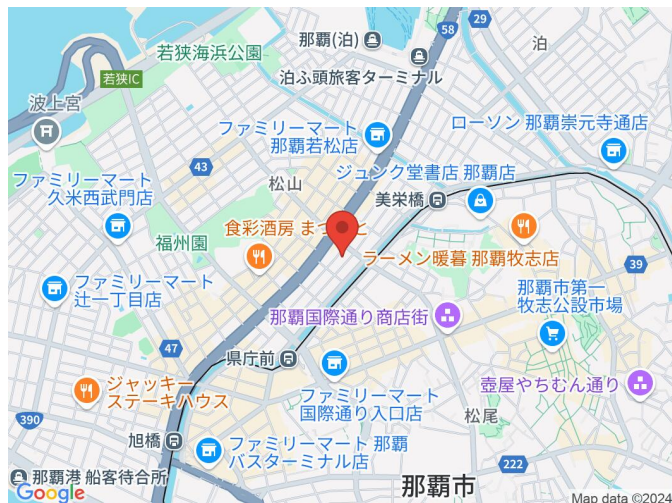 那覇(泊)
58
29
泊
若狭海浜公園
泊ふ頭旅客ターミナル
若狭IC
波上宮
ファミリーマート
那覇若松店
ローソン 那覇崇元寺通店
43
ジュンク堂書店 那覇店
松山
美栄橋
ファミリーマート
久米西武門店
食彩酒房 まつ
福州園
ラーメン暖暮 那覇牧志店
39
ファミリーマート
辻一丁目店
那覇市第一
牧志公設市場
那覇国際通り商店街
47
県庁前
ジャッキー
ステーキハウス
ファミリーマート
国際通り入口店
壺屋やちむん通り
390
旭橋
松尾
ファミリーマート 那覇
バスターミナル店
222
那覇港 船客待合所
那覇市
Google
Map data ©2024